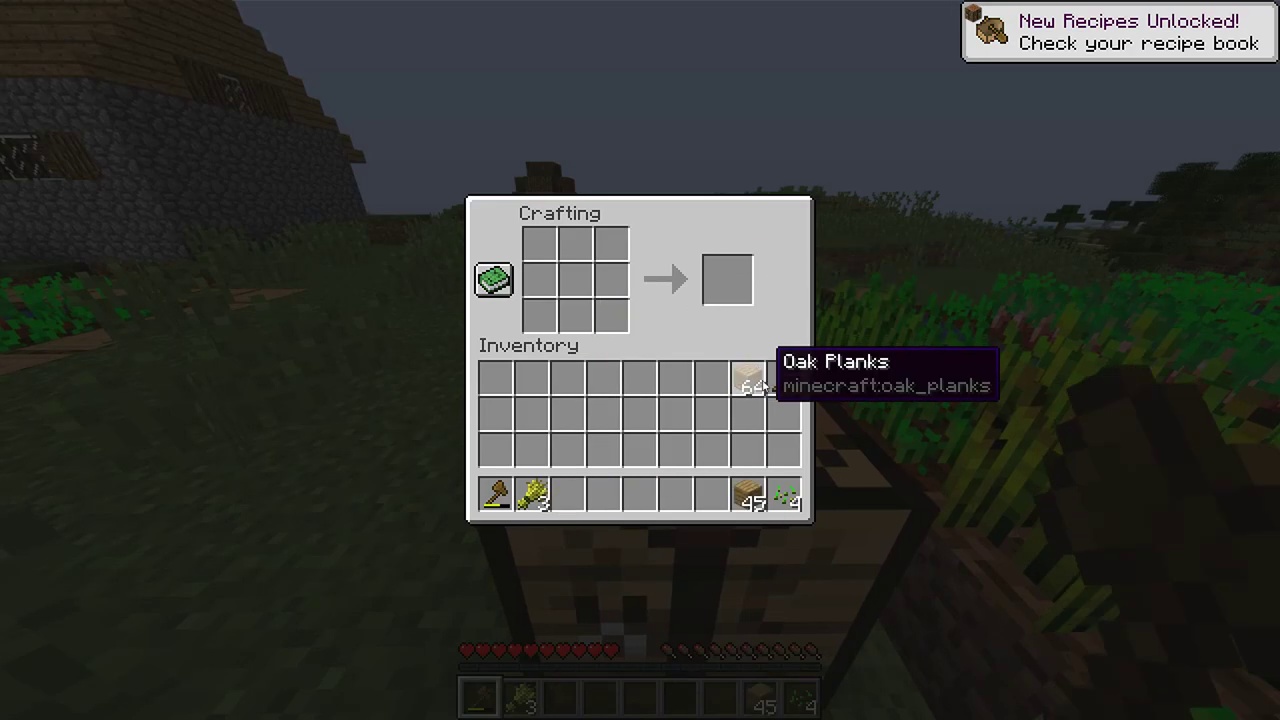 New Recipes Unlocked!
Check your recipe book
Crafting
Inventory
64
Oak Planks
minecraft:oak_planks
3
45
4
3
45
4